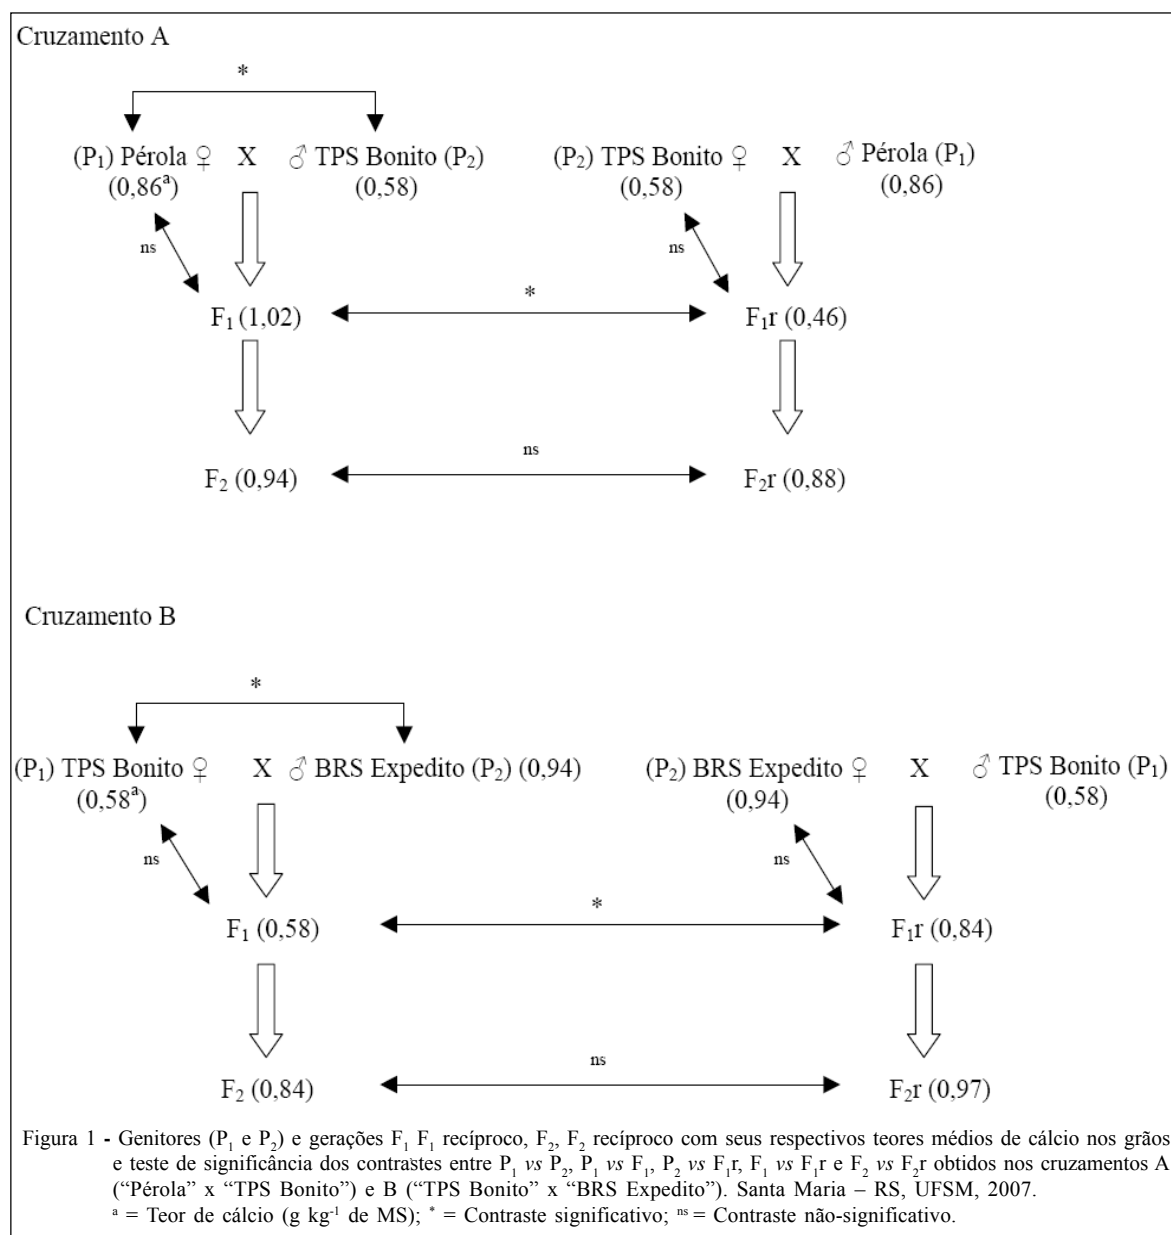 Cruzamento A
*
(P₁) Pérola ♀ X ♂ TPS Bonito (P₂) (P₂) TPS Bonito ♀ X ♂ Pérola (P₁)
(0,86ᵃ) (0,58) (0,58) (0,86)
ns ns
*
F₁ (1,02) F₁r (0,46)
ns
F₂ (0,94) F₂r (0,88)
Cruzamento B
*
(P₁) TPS Bonito ♀ X ♂ BRS Expedito (P₂) (0,94) (P₂) BRS Expedito ♀ X ♂ TPS Bonito (P₁)
(0,58ᵃ) (0,94) (0,58)
ns ns
*
F₁ (0,58) F₁r (0,84)
ns
F₂ (0,84) F₂r (0,97)
Figura 1 - Genitores (P₁ e P₂) e gerações F₁ F₁ recíproco, F₂, F₂ recíproco com seus respectivos teores médios de cálcio nos grãos
e teste de significância dos contrastes entre P₁ vs P₂, P₁ vs F₁, P₂ vs F₁r, F₁ vs F₁r e F₂ vs F₂r obtidos nos cruzamentos A
(“Pérola” x “TPS Bonito”) e B (“TPS Bonito” x “BRS Expedito”). Santa Maria – RS, UFSM, 2007.
ᵃ = Teor de cálcio (g kg⁻¹ de MS); * = Contraste significativo; ⁿˢ = Contraste não-significativo.